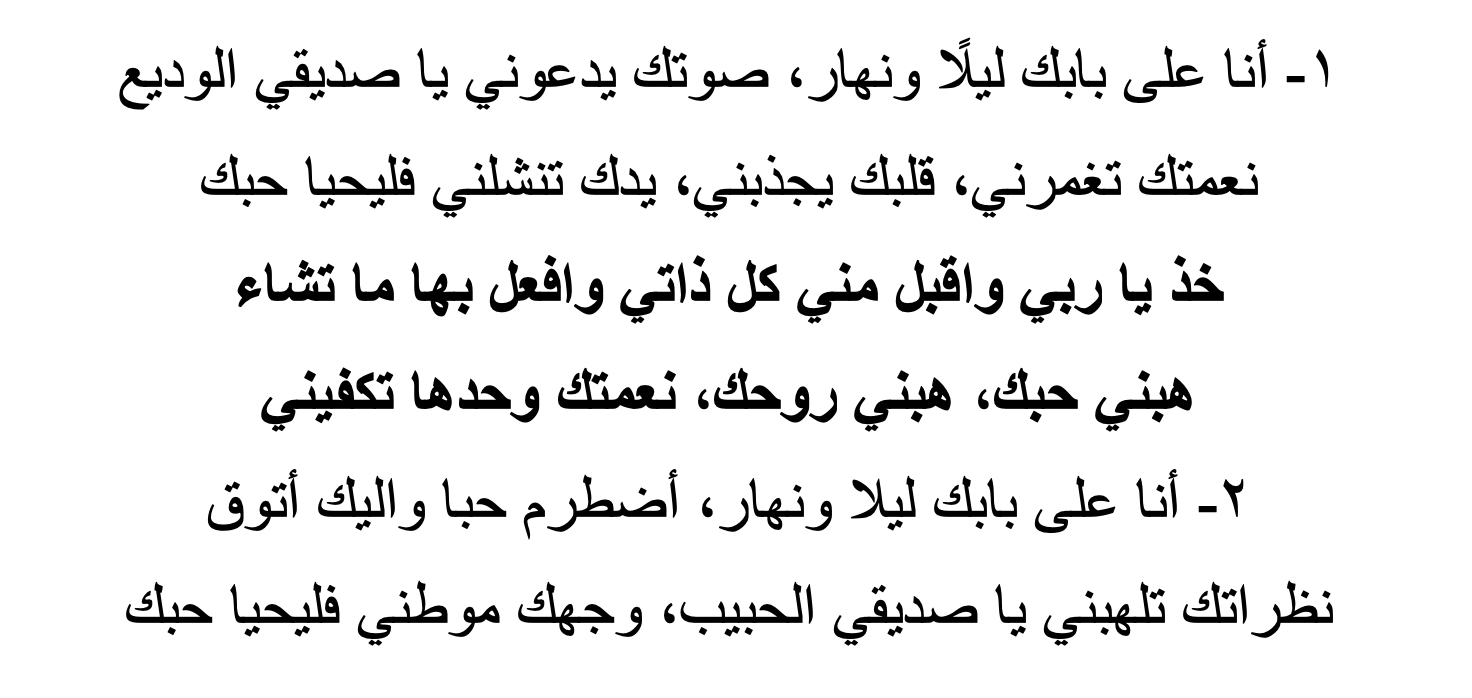 ١- أنا على بابك ليلًا ونهار، صوتك يدعوني يا صديقي الوديع
نعمتك تغمرني، قلبك يجذبني، يدك تنشلني فليحيا حبك
خذ يا ربي واقبل مني كل ذاتي وافعل بها ما تشاء
هبني حبك، هبني روحك، نعمتك وحدها تكفيني
٢- أنا على بابك ليلا ونهار، أضطرم حبا واليك أتوق
نظراتك تلهبني يا صديقي الحبيب، وجهك موطني فليحيا حبك